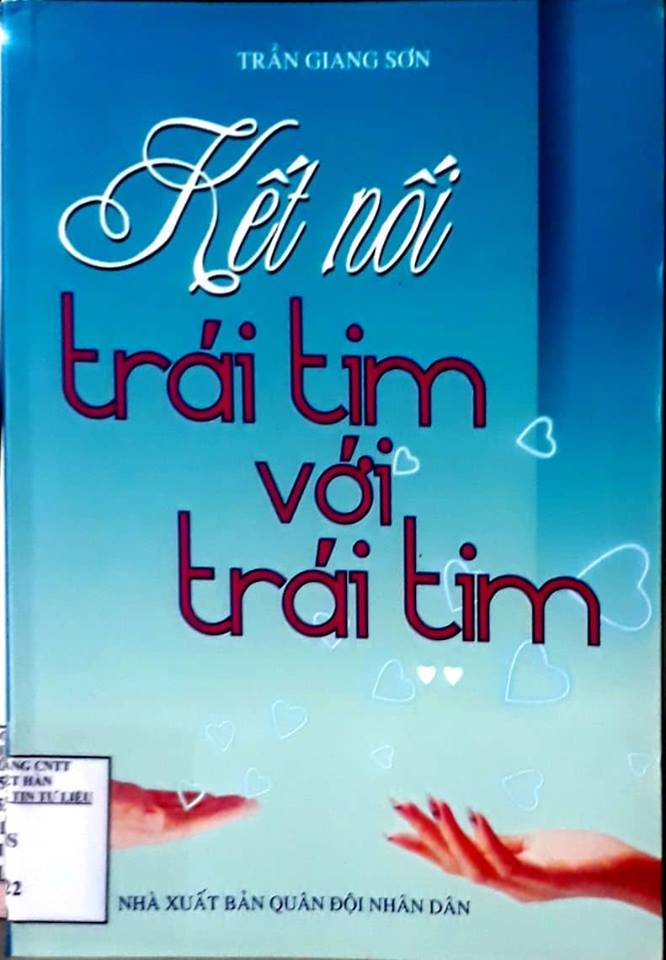 TRẦN GIANG SƠN
Kết nối
trái tim
với
trái tim
ANG CNTT
ỆT HÀN
TIN TƯ LIỆU
22
NHÀ XUẤT BẢN QUÂN ĐỘI NHÂN DÂN